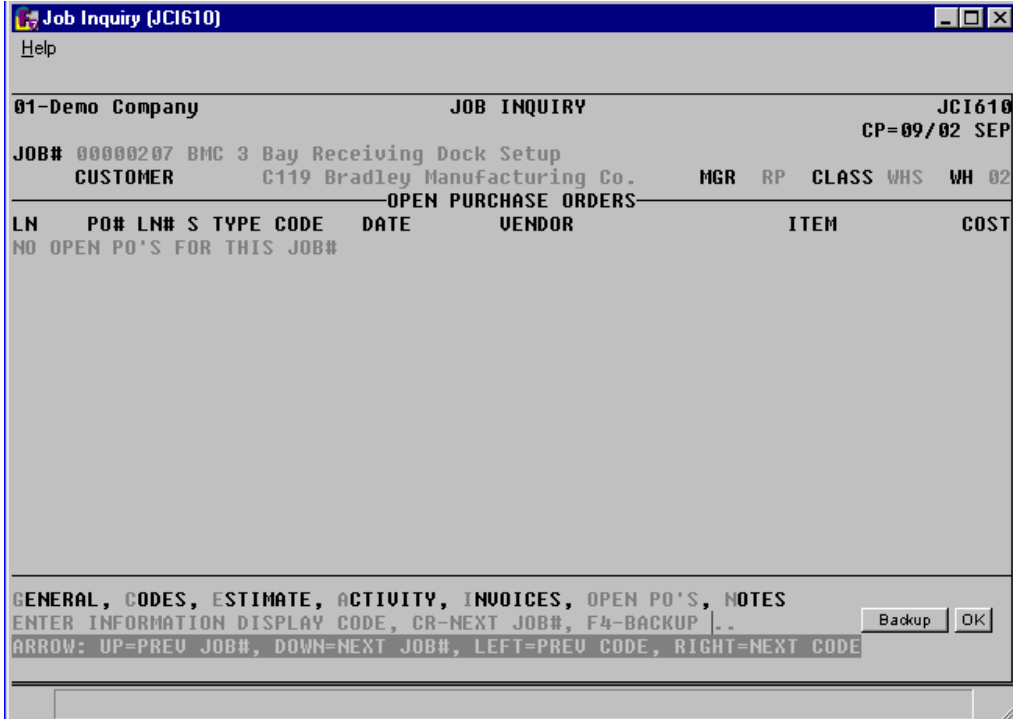 Job Inquiry (JCI610)
Help
01-Demo Company JOB INQUIRY JCI610
CP=09/02 SEP
JOB# 00000207 BMC 3 Bay Receiving Dock Setup
CUSTOMER C119 Bradley Manufacturing Co. MGR RP CLASS WHS WH 02
OPEN PURCHASE ORDERS
LN PO# LN# S TYPE CODE DATE VENDOR ITEM COST
NO OPEN PO'S FOR THIS JOB#
GENERAL, CODES, ESTIMATE, ACTIVITY, INVOICES, OPEN PO'S, NOTES
ENTER INFORMATION DISPLAY CODE, CR-NEXT JOB#, F4-BACKUP .. Backup OK
ARROW: UP=PREV JOB#, DOWN=NEXT JOB#, LEFT=PREV CODE, RIGHT=NEXT CODE